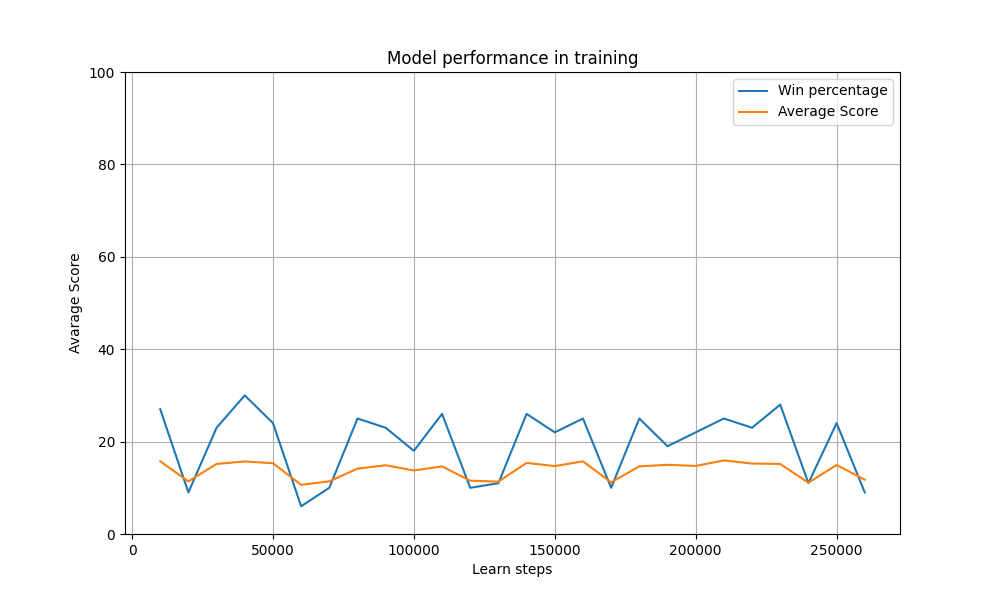 Model performance in training
Win percentage
Average Score
Avarage Score
100
80
60
40
20
0
0 50000 100000 150000 200000 250000
Learn steps